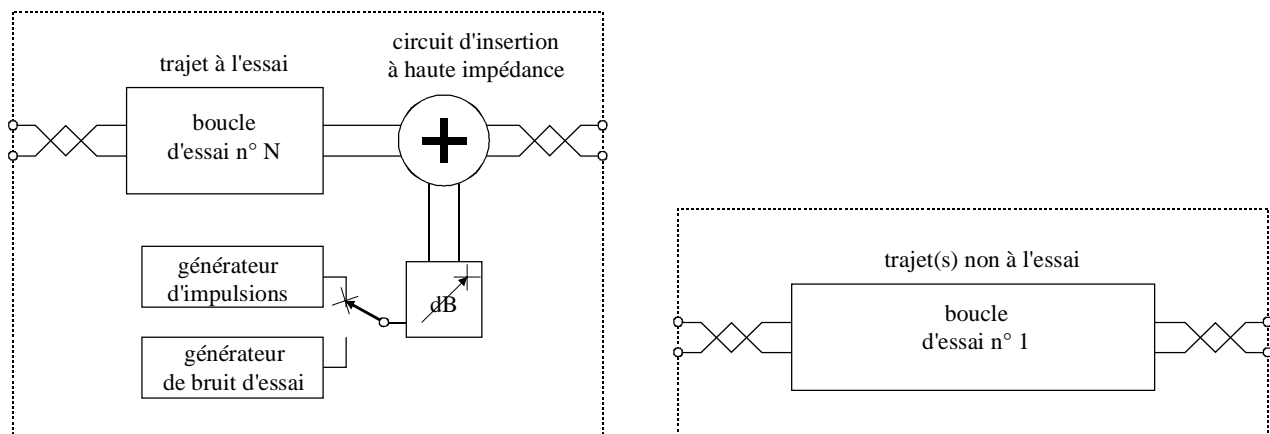 trajet à l'essai
circuit d'insertion
à haute impédance
boucle
d'essai n° N
générateur
d'impulsions
dB
générateur
de bruit d'essai
trajet(s) non à l'essai
boucle
d'essai n° 1